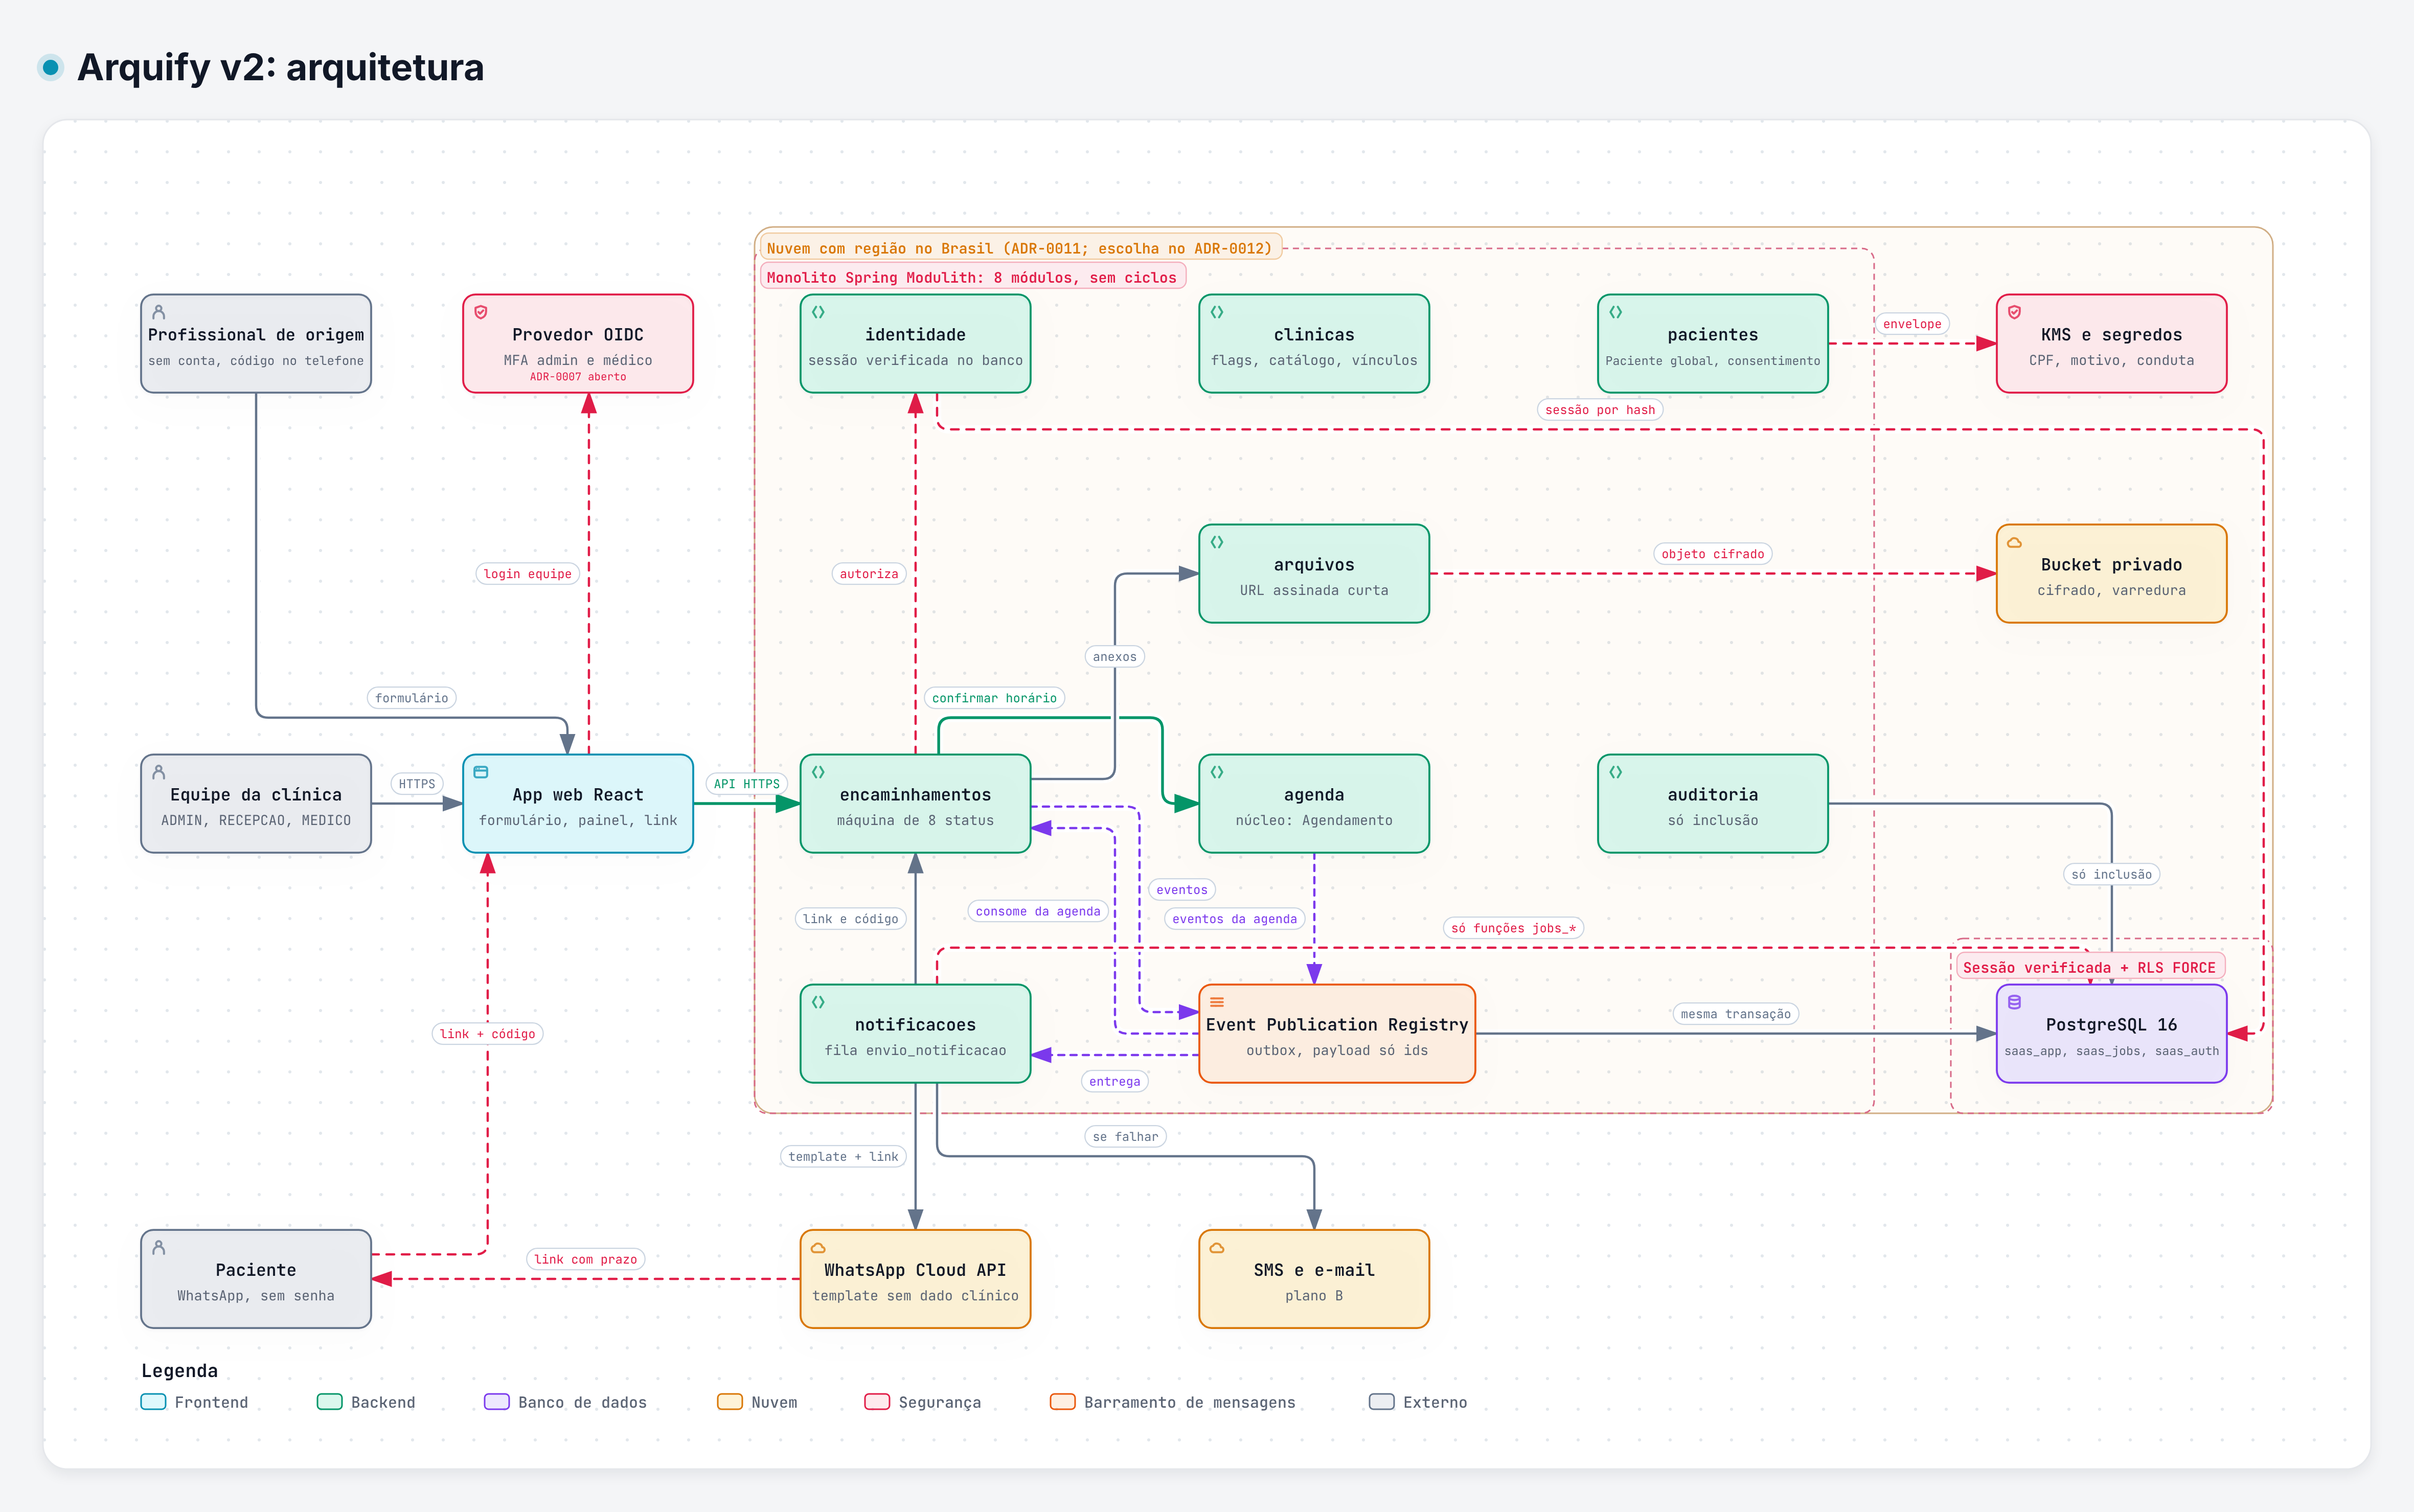 Arquify v2: arquitetura
Nuvem com região no Brasil (ADR-0011; escolha no ADR-0012)
Monolito Spring Modulith: 8 módulos, sem ciclos
Profissional de origem
sem conta, código no telefone
Provedor OIDC
MFA admin e médico
ADR-0007 aberto
identidade
sessão verificada no banco
clinicas
flags, catálogo, vínculos
pacientes
Paciente global, consentimento
envelope
KMS e segredos
CPF, motivo, conduta
sessão por hash
login equipe
autoriza
arquivos
URL assinada curta
objeto cifrado
Bucket privado
cifrado, varredura
anexos
formulário
confirmar horário
Equipe da clínica
ADMIN, RECEPCAO, MEDICO
HTTPS
App web React
formulário, painel, link
API HTTPS
encaminhamentos
máquina de 8 status
agenda
núcleo: Agendamento
auditoria
só inclusão
só inclusão
eventos
consome da agenda
eventos da agenda
link e código
só funções jobs_*
Sessão verificada + RLS FORCE
link + código
notificacoes
fila envio_notificacao
Event Publication Registry
outbox, payload só ids
mesma transação
PostgreSQL 16
saas_app, saas_jobs, saas_auth
entrega
se falhar
template + link
Paciente
WhatsApp, sem senha
link com prazo
WhatsApp Cloud API
template sem dado clínico
SMS e e-mail
plano B
Legenda
Frontend
Backend
Banco de dados
Nuvem
Segurança
Barramento de mensagens
Externo